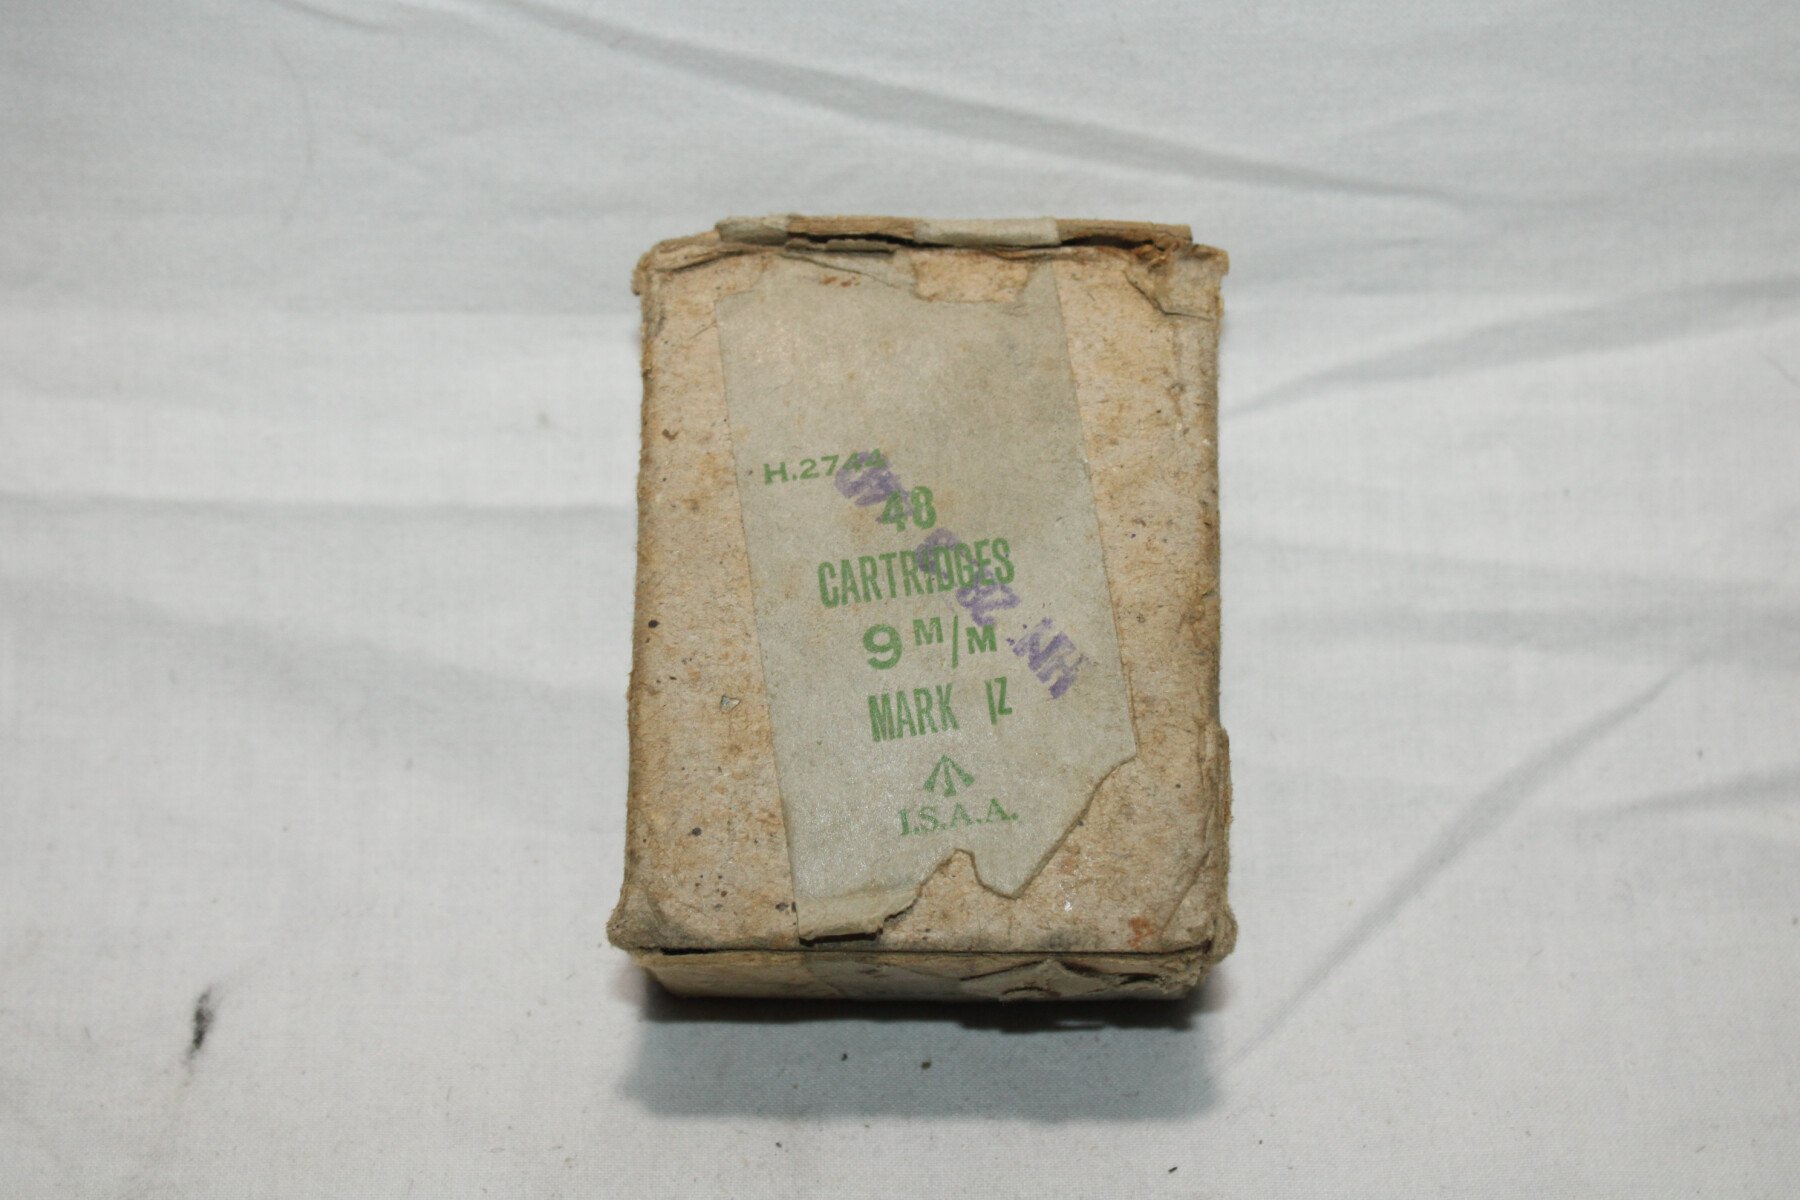 H.2744
48
CARTRIDGES
9 M/M
MARK IZ
I.S.A.A.